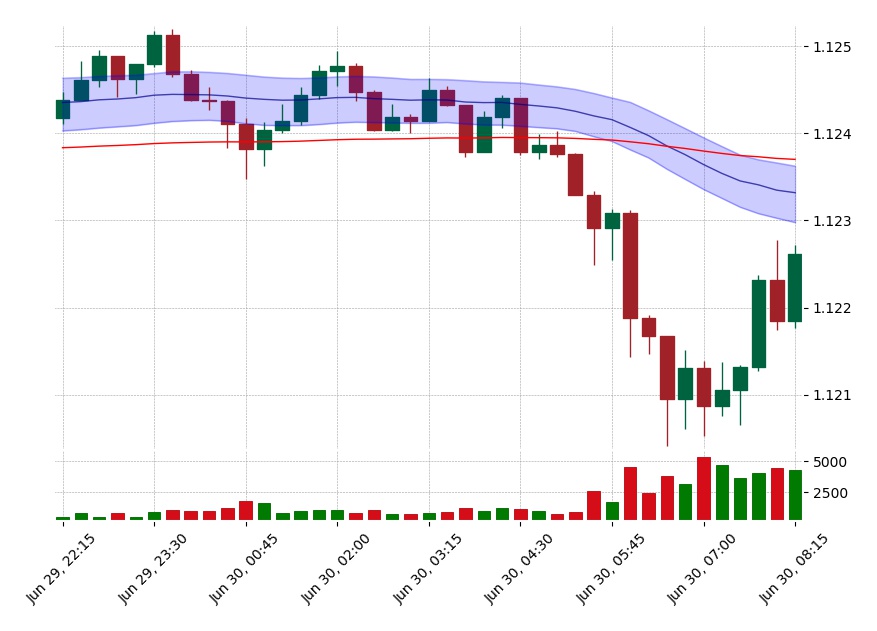 1.125
1.124
1.123
1.122
1.121
5000
2500
Jun 29, 22:15
Jun 29, 23:30
Jun 30, 00:45
Jun 30, 02:00
Jun 30, 03:15
Jun 30, 04:30
Jun 30, 05:45
Jun 30, 07:00
Jun 30, 08:15